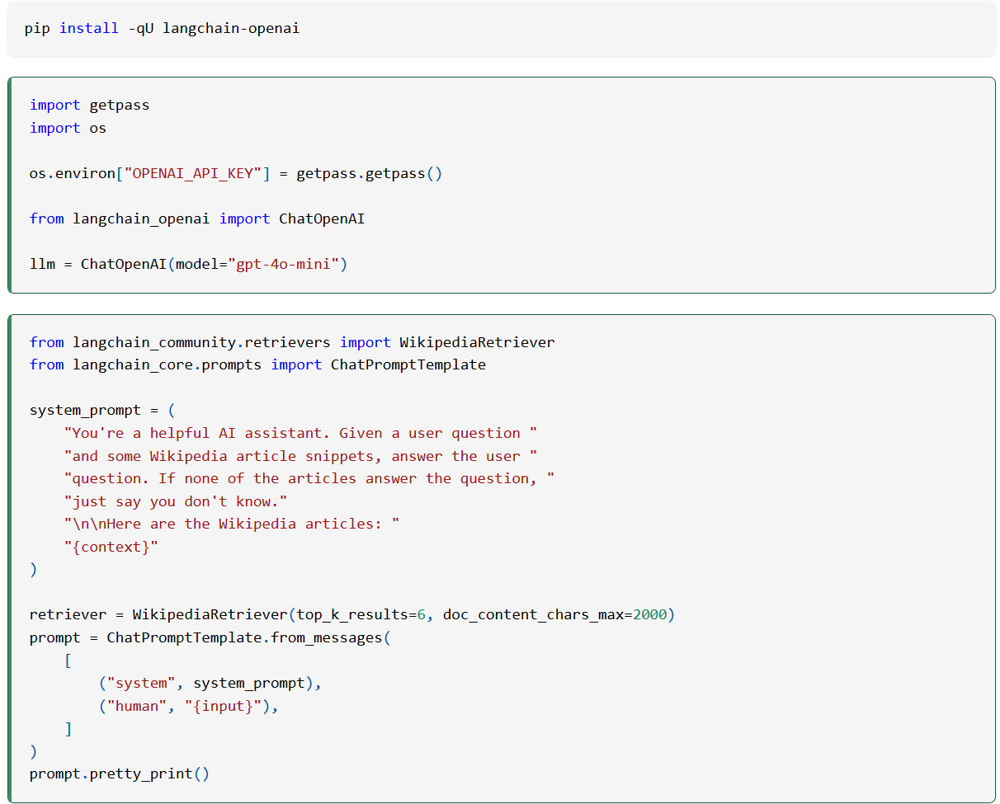 pip install -qU langchain-openai
import getpass
import os
os.environ["OPENAI_API_KEY"] = getpass.getpass()
from langchain_openai import ChatOpenAI
llm = ChatOpenAI(model="gpt-4o-mini")
from langchain_community.retrievers import WikipediaRetriever
from langchain_core.prompts import ChatPromptTemplate
system_prompt = (
    "You're a helpful AI assistant. Given a user question "
    "and some Wikipedia article snippets, answer the user "
    "question. If none of the articles answer the question, "
    "just say you don't know."
    "\n\nHere are the Wikipedia articles: "
    "{context}"
)
retriever = WikipediaRetriever(top_k_results=6, doc_content_chars_max=2000)
prompt = ChatPromptTemplate.from_messages(
    [
        ("system", system_prompt),
        ("human", "{input}"),
    ]
)
prompt.pretty_print()